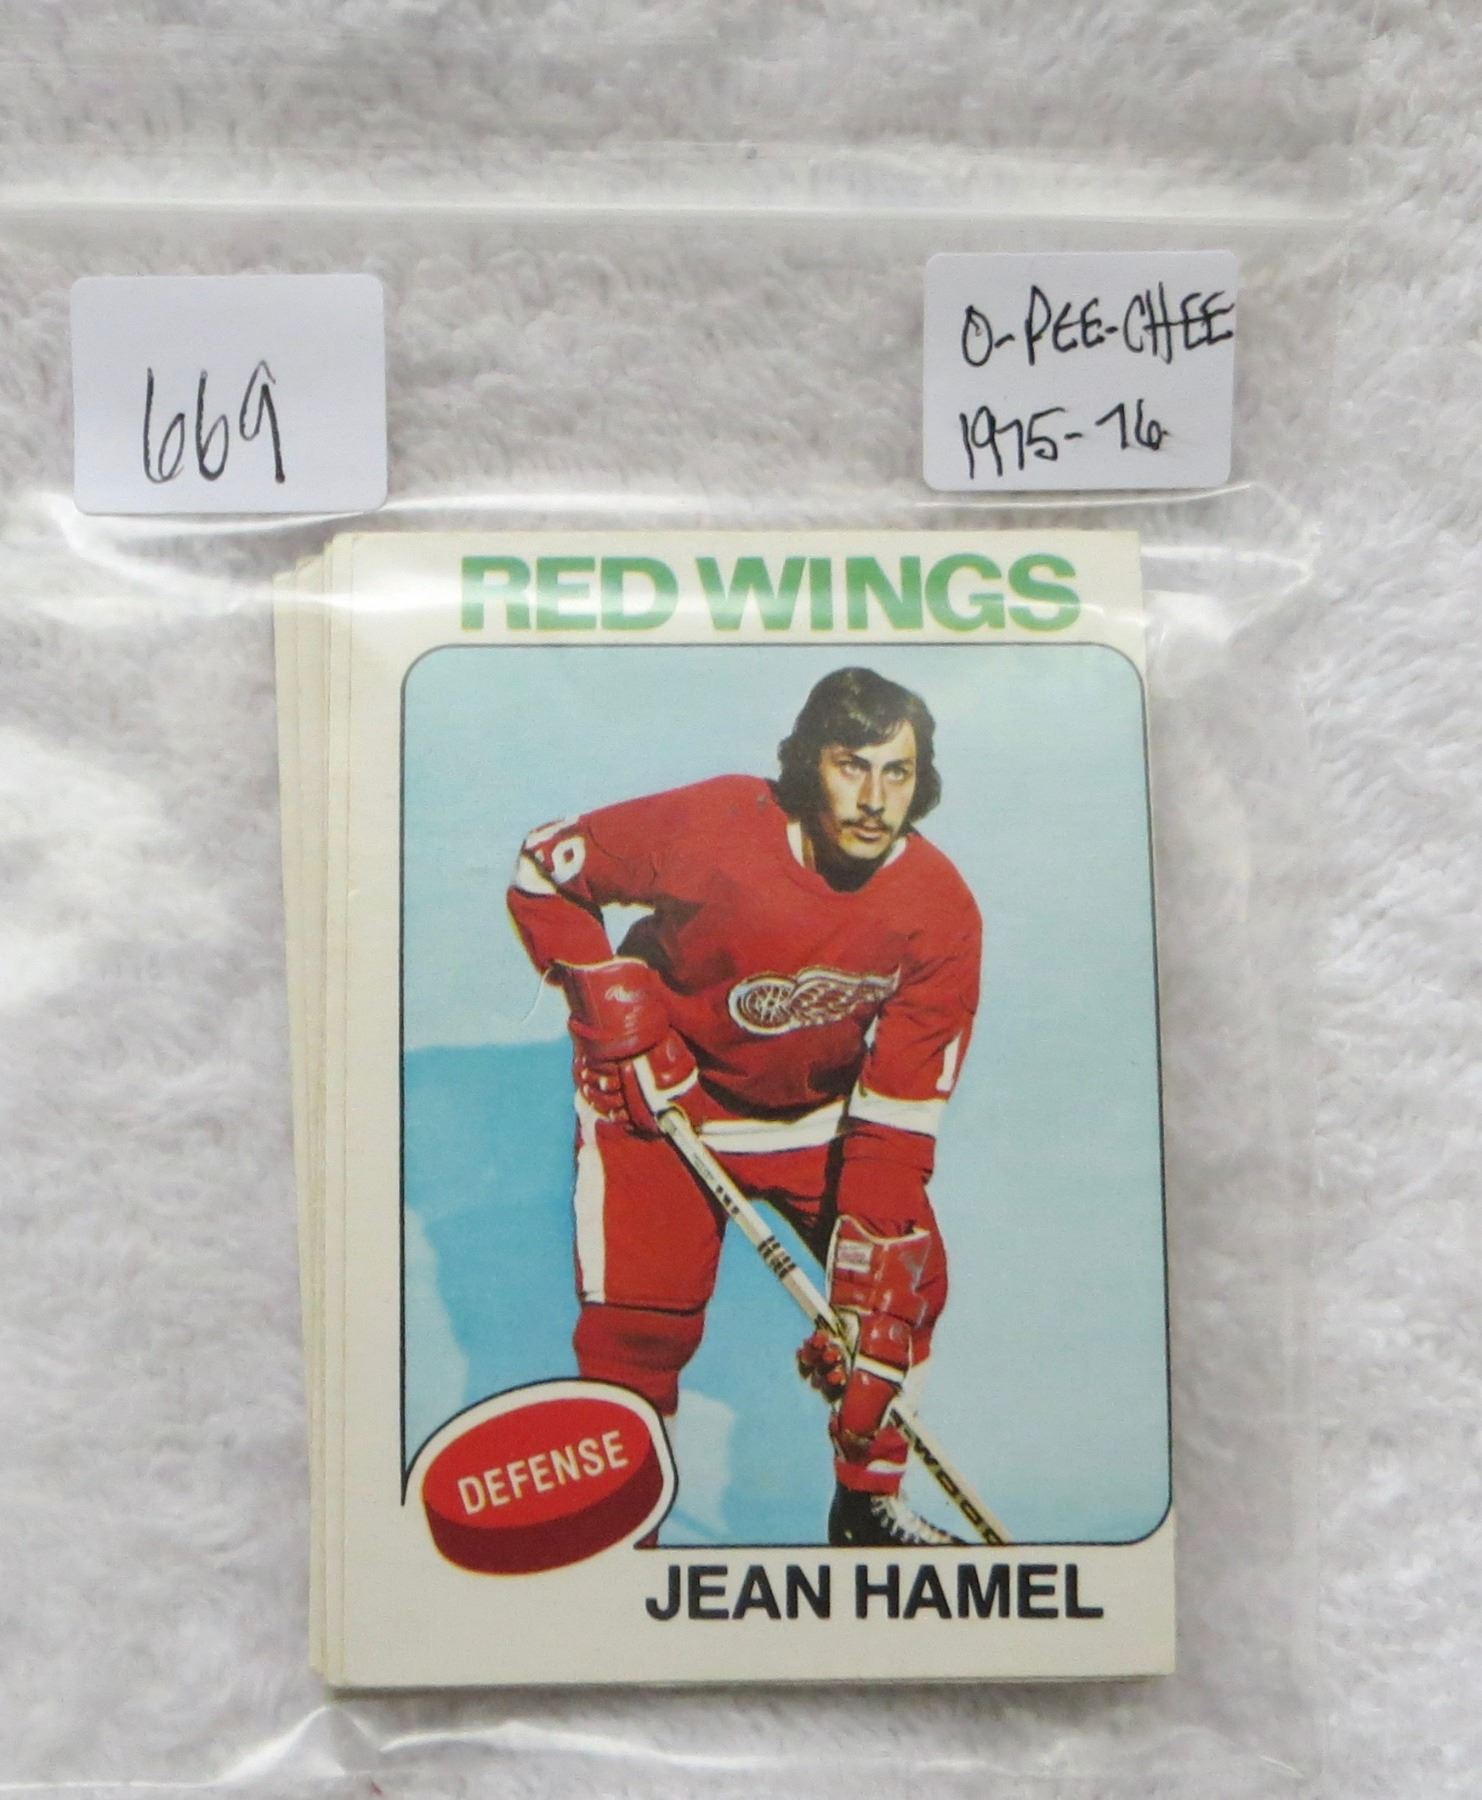 669
O-PEE-CHEE
1975-76
RED WINGS
DEFENSE
JEAN HAMEL